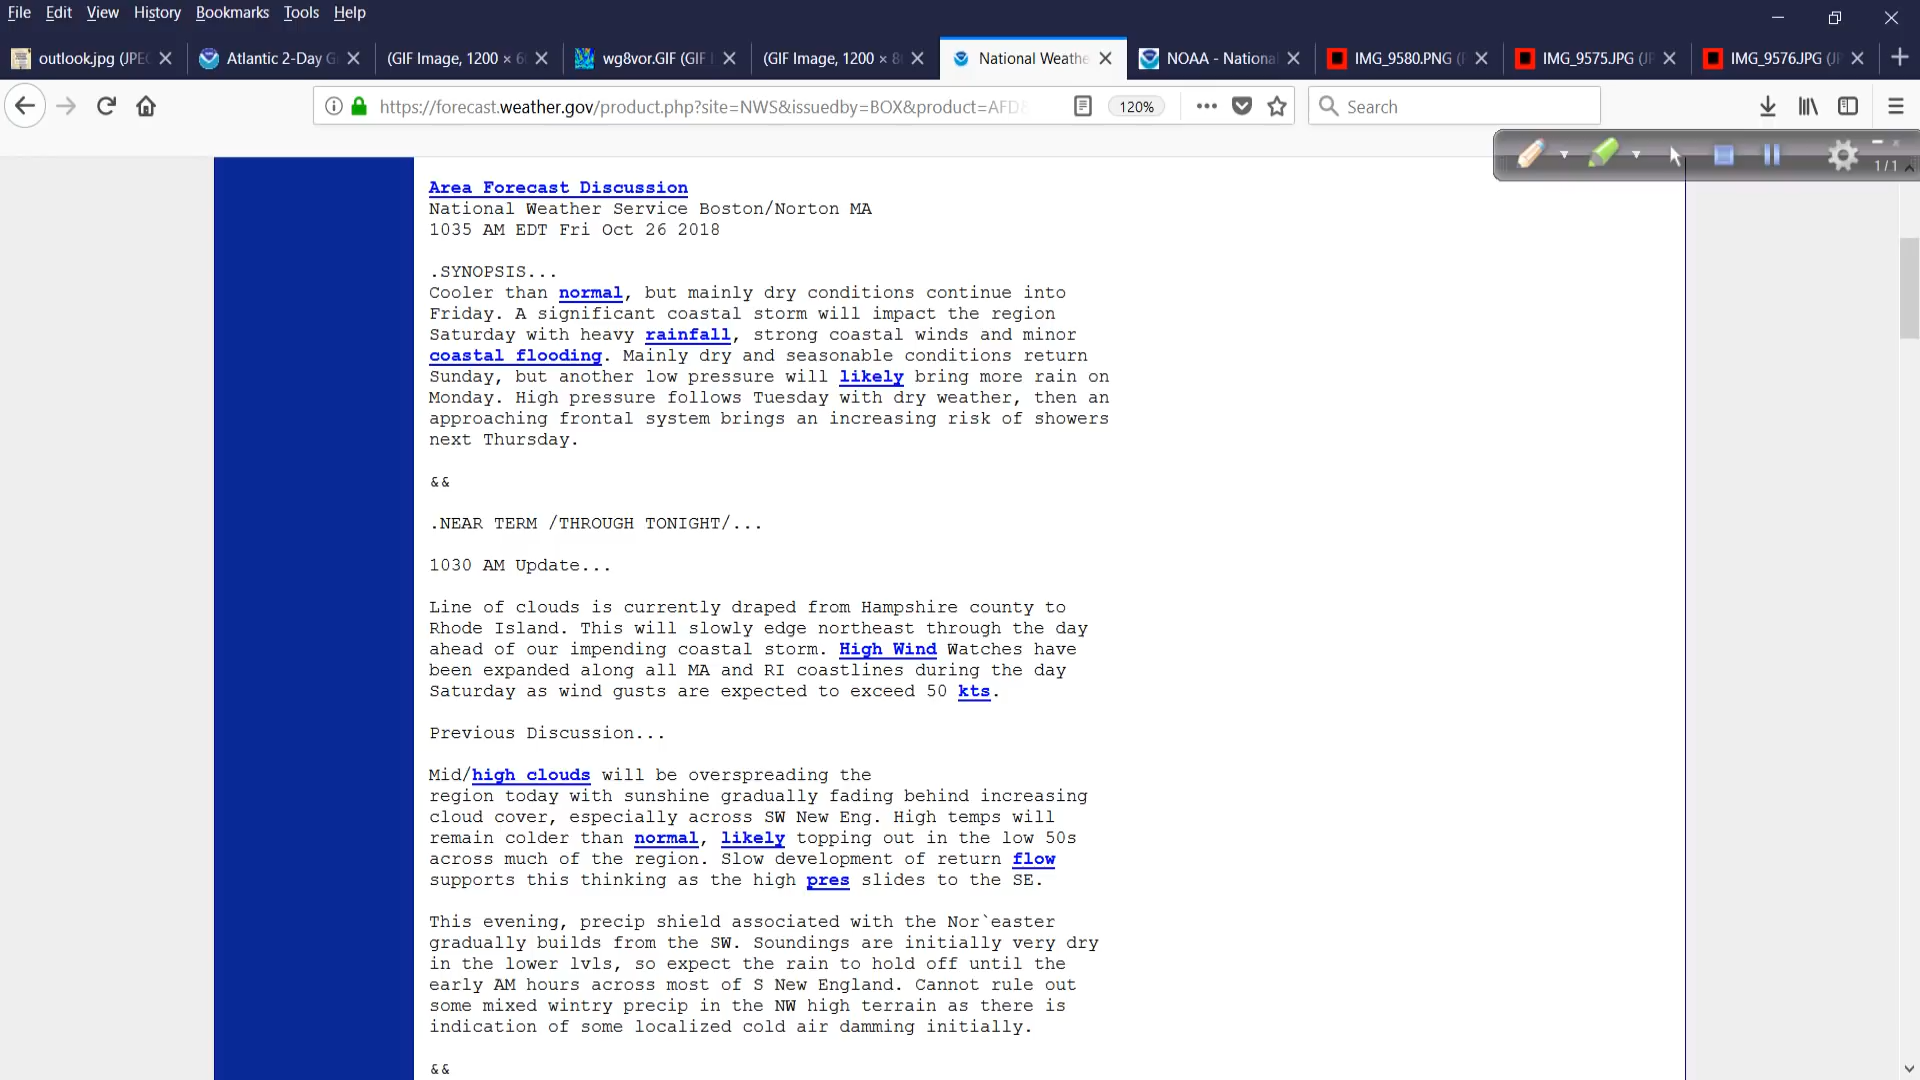 File Edit View History Bookmarks Tools Help
outlook.jpg (JPEG
Atlantic 2-Day G
(GIF Image, 1200 × 6
wg8vor.GIF (GIF
(GIF Image, 1200 × 8
National Weathe
NOAA - National
IMG_9580.PNG (P
IMG_9575.JPG (J
IMG_9576.JPG (JP
https://forecast.weather.gov/product.php?site=NWS&issuedby=BOX&product=AFD&
120%
Search
1/1
Area Forecast Discussion
National Weather Service Boston/Norton MA
1035 AM EDT Fri Oct 26 2018
.SYNOPSIS...
Cooler than normal, but mainly dry conditions continue into
Friday. A significant coastal storm will impact the region
Saturday with heavy rainfall, strong coastal winds and minor
coastal flooding. Mainly dry and seasonable conditions return
Sunday, but another low pressure will likely bring more rain on
Monday. High pressure follows Tuesday with dry weather, then an
approaching frontal system brings an increasing risk of showers
next Thursday.
&&
.NEAR TERM /THROUGH TONIGHT/...
1030 AM Update...
Line of clouds is currently draped from Hampshire county to
Rhode Island. This will slowly edge northeast through the day
ahead of our impending coastal storm. High Wind Watches have
been expanded along all MA and RI coastlines during the day
Saturday as wind gusts are expected to exceed 50 kts.
Previous Discussion...
Mid/high clouds will be overspreading the
region today with sunshine gradually fading behind increasing
cloud cover, especially across SW New Eng. High temps will
remain colder than normal, likely topping out in the low 50s
across much of the region. Slow development of return flow
supports this thinking as the high pres slides to the SE.
This evening, precip shield associated with the Nor`easter
gradually builds from the SW. Soundings are initially very dry
in the lower lvls, so expect the rain to hold off until the
early AM hours across most of S New England. Cannot rule out
some mixed wintry precip in the NW high terrain as there is
indication of some localized cold air damming initially.
&&